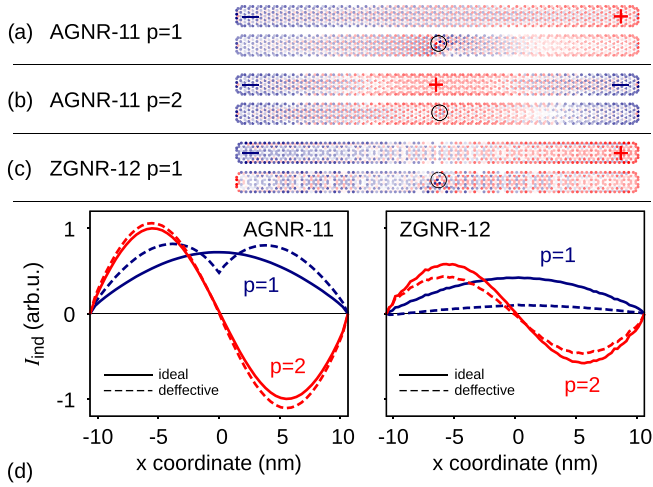 (a) AGNR-11 p=1
− +
(b) AGNR-11 p=2
− + −
(c) ZGNR-12 p=1
− +
AGNR-11
ZGNR-12
1
0
-1
I_ind (arb.u.)
p=1
p=2
ideal
deffective
p=1
p=2
ideal
deffective
-10 -5 0 5 10
-10 -5 0 5 10
x coordinate (nm)
x coordinate (nm)
(d)